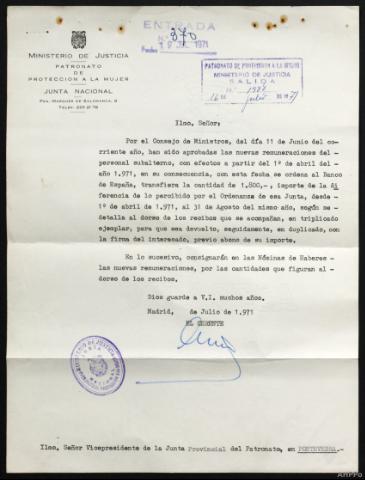 ENTRADA
Nº 870
Fecha 19 JUL. 1971
MINISTERIO DE JUSTICIA
PATRONATO
DE
PROTECCION A LA MUJER
JUNTA NACIONAL
PATRONATO DE PROTECCION A LA MUJER
MINISTERIO DE JUSTICIA
SALIDA
Ilmo, Señor:
Por el Consejo de Ministros, del día 11 de Junio del co
rriente año, han sido aprobadas las nuevas remuneraciones del-
personal subalterno, con efectos a partir del 1º de abril del
año 1.971, en su consecuencia, con esta fecha se ordena al Banco
de España, transfiera la cantidad de 1.800,-, importe de la di
ferencia de lo percibido por el Ordenanza de esa Junta, desde-
1º de abril de 1.971, al 31 de Agosto del mismo año, según se-
detalla al dorso de los recibos que se acompañan, en triplicado
ejemplar, para que sea devuelto, seguidamente, en duplicado, con
la firma del interesado, previo abono de su importe.
En lo sucesivo, consignarán en las Nóminas de Haberes-
las nuevas remuneraciones, por las cantidades que figuran al-
dorso de los recibos.
Dios guarde a V.I. muchos años.
Madrid, de Julio de 1.971
EL GERENTE
Ilmo, Señor Vicepresidente de la Junta Provincial del Patronato, en PONTEVEDRA.-